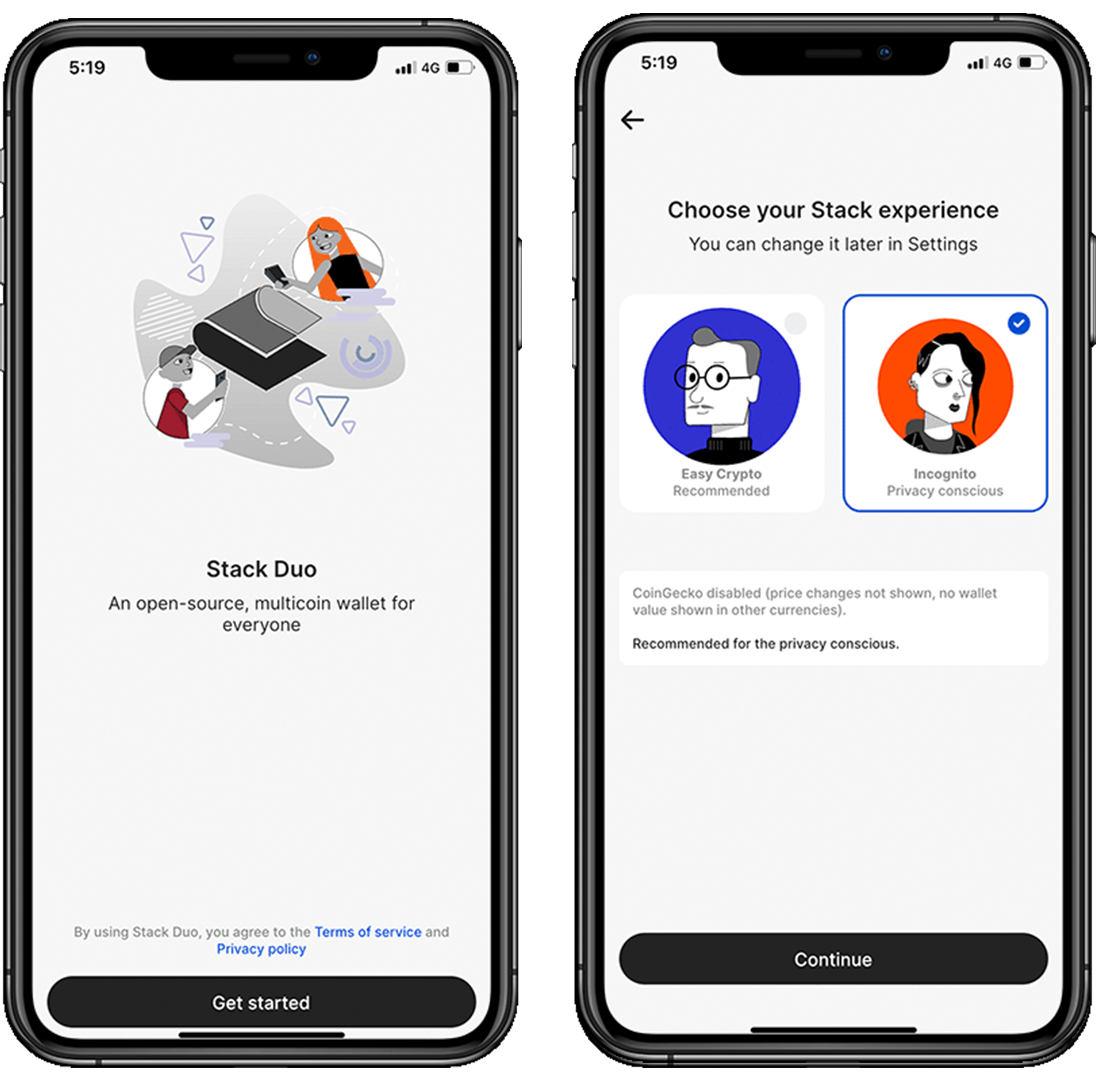 5:19
4G
Stack Duo
An open-source, multicoin wallet for
everyone
By using Stack Duo, you agree to the Terms of service and
Privacy policy
Get started
5:19
4G
Choose your Stack experience
You can change it later in Settings
Easy Crypto
Recommended
Incognito
Privacy conscious
CoinGecko disabled (price changes not shown, no wallet
value shown in other currencies).
Recommended for the privacy conscious.
Continue